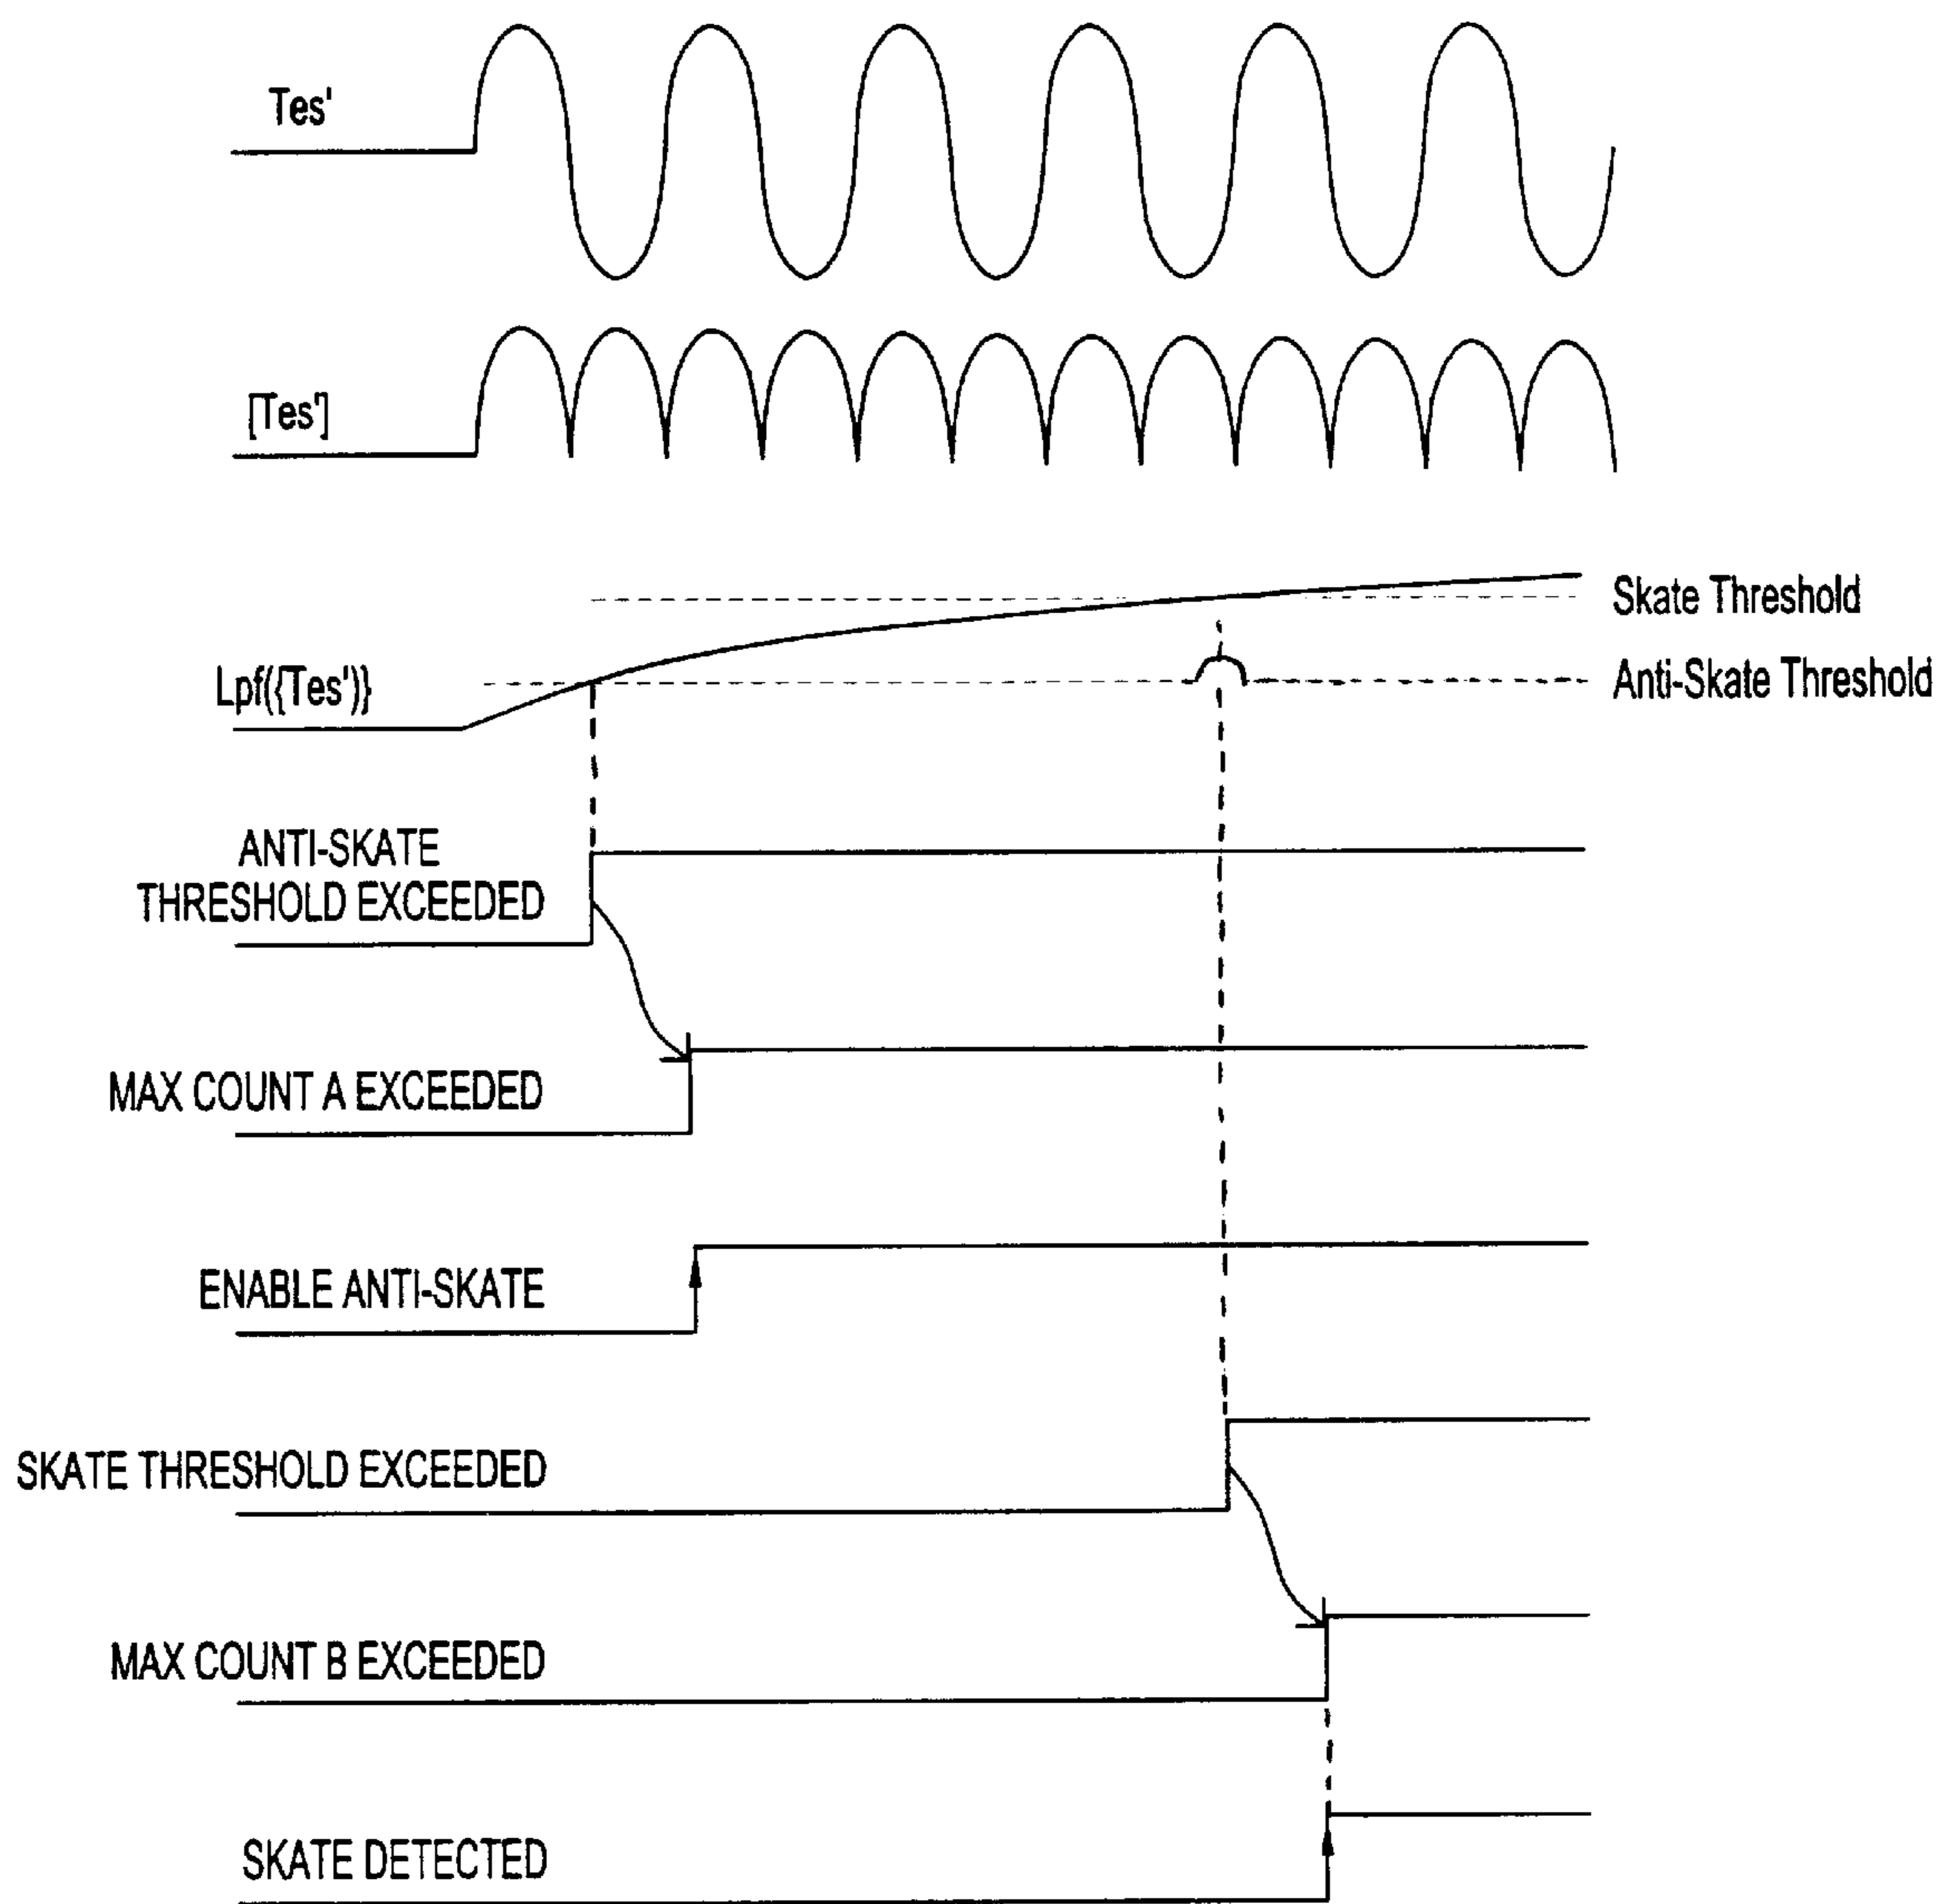 Tes'
[Tes']
Skate Threshold
Lpf({Tes')}
Anti-Skate Threshold
ANTI-SKATE
THRESHOLD EXCEEDED
MAX COUNT A EXCEEDED
ENABLE ANTI-SKATE
SKATE THRESHOLD EXCEEDED
MAX COUNT B EXCEEDED
SKATE DETECTED